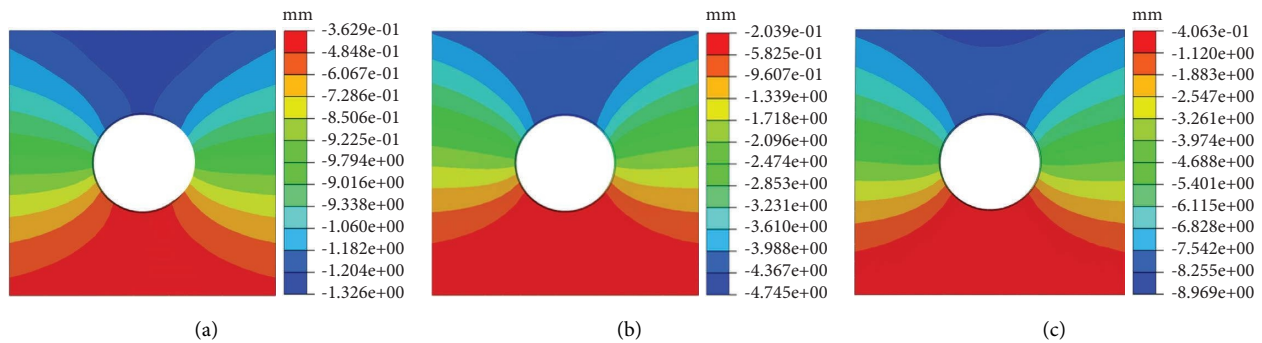 mm
-3.629e-01
-4.848e-01
-6.067e-01
-7.286e-01
-8.506e-01
-9.225e-01
-9.794e+00
-9.016e+00
-9.338e+00
-1.060e+00
-1.182e+00
-1.204e+00
-1.326e+00
(a)
mm
-2.039e-01
-5.825e-01
-9.607e-01
-1.339e+00
-1.718e+00
-2.096e+00
-2.474e+00
-2.853e+00
-3.231e+00
-3.610e+00
-3.988e+00
-4.367e+00
-4.745e+00
(b)
mm
-4.063e-01
-1.120e+00
-1.883e+00
-2.547e+00
-3.261e+00
-3.974e+00
-4.688e+00
-5.401e+00
-6.115e+00
-6.828e+00
-7.542e+00
-8.255e+00
-8.969e+00
(c)